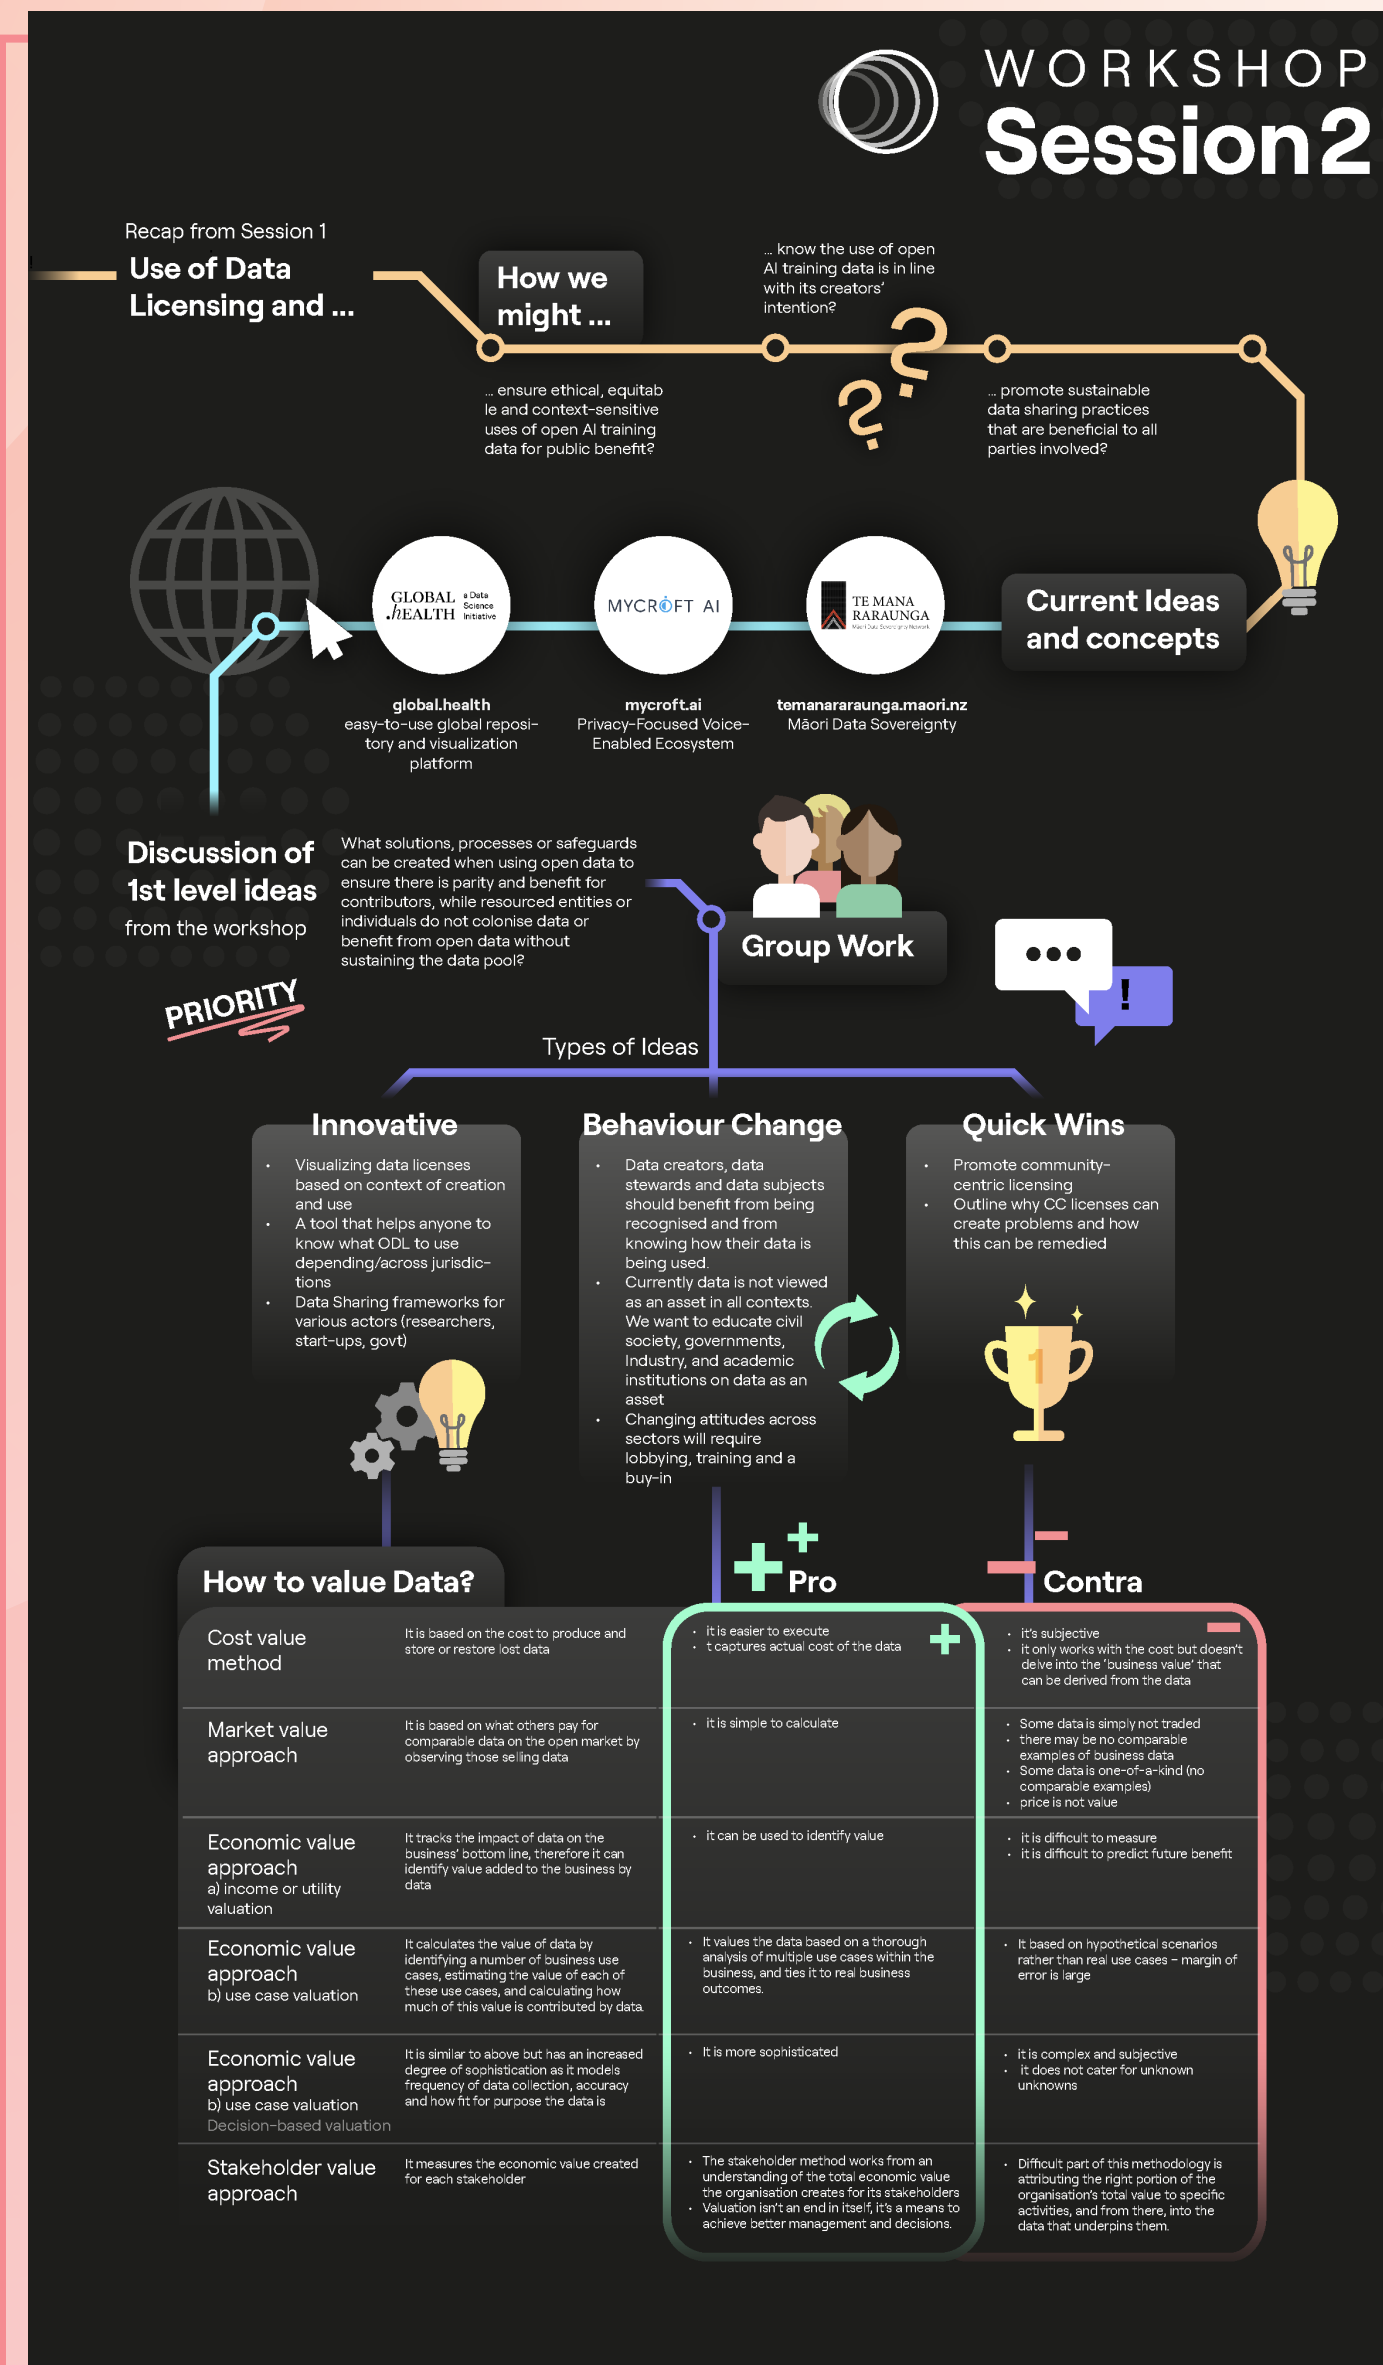 WORKSHOP
Session 2
Recap from Session 1
Use of Data
Licensing and ...
How we
might ...
... know the use of open
AI training data is in line
with its creators'
intention?
??
... ensure ethical, equitab
le and context-sensitive
uses of open AI training
data for public benefit?
... promote sustainable
data sharing practices
that are beneficial to all
parties involved?
GLOBAL
.hEALTH
a Data
Science
Initiative
MYCROFT AI
TE MANA
RARAUNGA
Māori Data Sovereignty Network
Current Ideas
and concepts
global.health
easy-to-use global reposi-
tory and visualization
platform
mycroft.ai
Privacy-Focused Voice-
Enabled Ecosystem
temanararaunga.maori.nz
Māori Data Sovereignty
Discussion of
1st level ideas
from the workshop
PRIORITY
What solutions, processes or safeguards
can be created when using open data to
ensure there is parity and benefit for
contributors, while resourced entities or
individuals do not colonise data or
benefit from open data without
sustaining the data pool?
Group Work
!
Types of Ideas
Innovative
• Visualizing data licenses
based on context of creation
and use
• A tool that helps anyone to
know what ODL to use
depending/across jurisdic-
tions
• Data Sharing frameworks for
various actors (researchers,
start-ups, govt)
Behaviour Change
• Data creators, data
stewards and data subjects
should benefit from being
recognised and from
knowing how their data is
being used.
• Currently data is not viewed
as an asset in all contexts.
We want to educate civil
society, governments,
Industry, and academic
institutions on data as an
asset
• Changing attitudes across
sectors will require
lobbying, training and a
buy-in
Quick Wins
• Promote community-
centric licensing
• Outline why CC licenses can
create problems and how
this can be remedied
1
How to value Data?
Pro
Contra
Cost value
method
It is based on the cost to produce and
store or restore lost data
• it is easier to execute
• t captures actual cost of the data
• it's subjective
• it only works with the cost but doesn't
delve into the 'business value' that
can be derived from the data
Market value
approach
It is based on what others pay for
comparable data on the open market by
observing those selling data
• it is simple to calculate
• Some data is simply not traded
• there may be no comparable
examples of business data
• Some data is one-of-a-kind (no
comparable examples)
• price is not value
Economic value
approach
a) income or utility
valuation
It tracks the impact of data on the
business' bottom line, therefore it can
identify value added to the business by
data
• it can be used to identify value
• it is difficult to measure
• it is difficult to predict future benefit
Economic value
approach
b) use case valuation
It calculates the value of data by
identifying a number of business use
cases, estimating the value of each of
these use cases, and calculating how
much of this value is contributed by data.
• It values the data based on a thorough
analysis of multiple use cases within the
business, and ties it to real business
outcomes.
• It based on hypothetical scenarios
rather than real use cases – margin of
error is large
Economic value
approach
b) use case valuation
Decision-based valuation
It is similar to above but has an increased
degree of sophistication as it models
frequency of data collection, accuracy
and how fit for purpose the data is
• It is more sophisticated
• it is complex and subjective
• it does not cater for unknown
unknowns
Stakeholder value
approach
It measures the economic value created
for each stakeholder
• The stakeholder method works from an
understanding of the total economic value
the organisation creates for its stakeholders
• Valuation isn't an end in itself, it's a means to
achieve better management and decisions.
• Difficult part of this methodology is
attributing the right portion of the
organisation's total value to specific
activities, and from there, into the
data that underpins them.